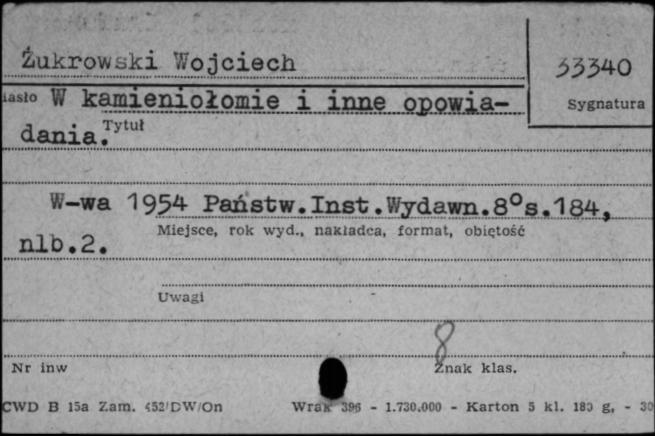 Żukrowski Wojciech
33340
iasło W kamieniołomie i inne opowia-
Sygnatura
dania. Tytuł
W-wa 1954 Państw.Inst.Wydawn.8°s.184,
Miejsce, rok wyd., nakładca, format, objętość
nlb.2.
Uwagi
8
Nr inw
Znak klas.
CWD B 15a Zam. 452/DW/On Wrak 396 - 1.730.000 - Karton 5 kl. 180 g, - 30